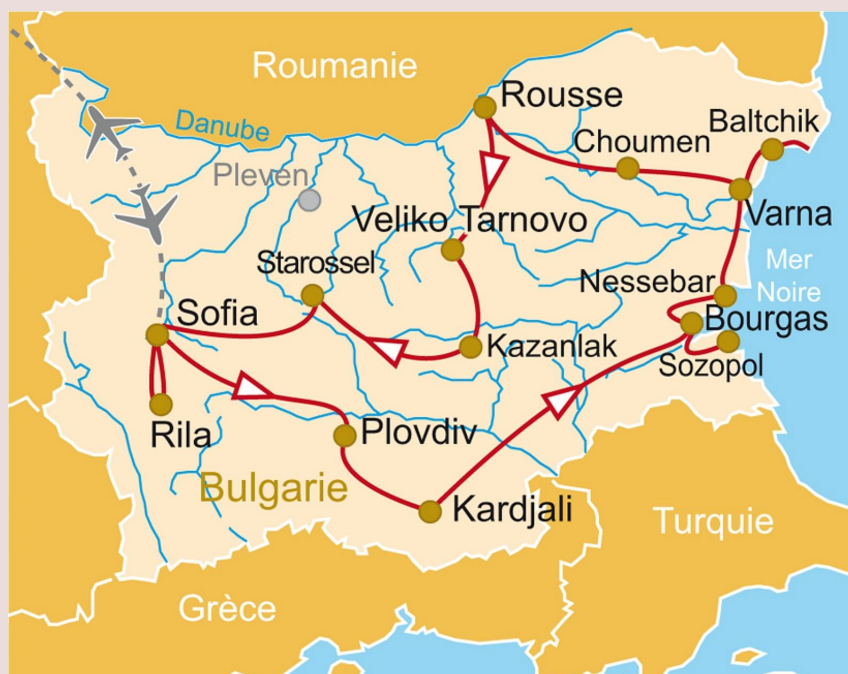 Roumanie
Rousse
Danube
Baltchik
Choumen
Pleven
Veliko Tarnovo
Varna
Starossel
Mer
Noire
Nessebar
Sofia
Bourgas
Kazanlak
Sozopol
Rila
Plovdiv
Bulgarie
Kardjali
Turquie
Grèce